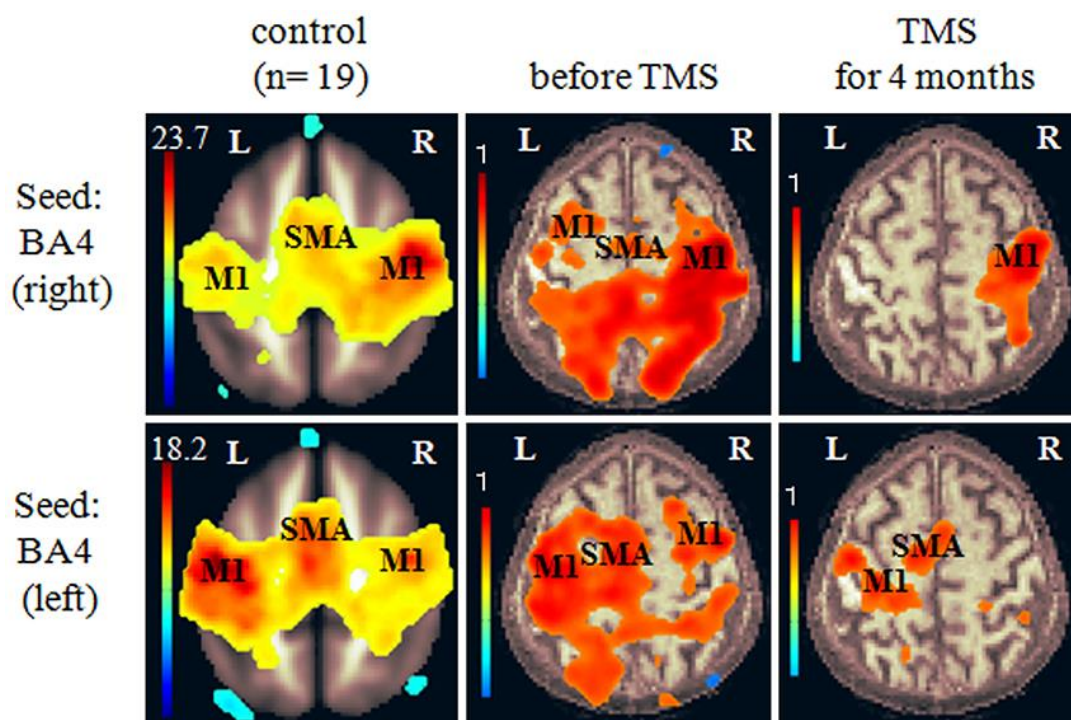 control
(n= 19)
before TMS
TMS
for 4 months
Seed:
BA4
(right)
23.7 L R
SMA
M1 M1
1 L R
M1
SMA M1
1 L R
M1
Seed:
BA4
(left)
18.2 L R
SMA
M1 M1
1 L R
M1
M1 SMA
1 L R
SMA
M1